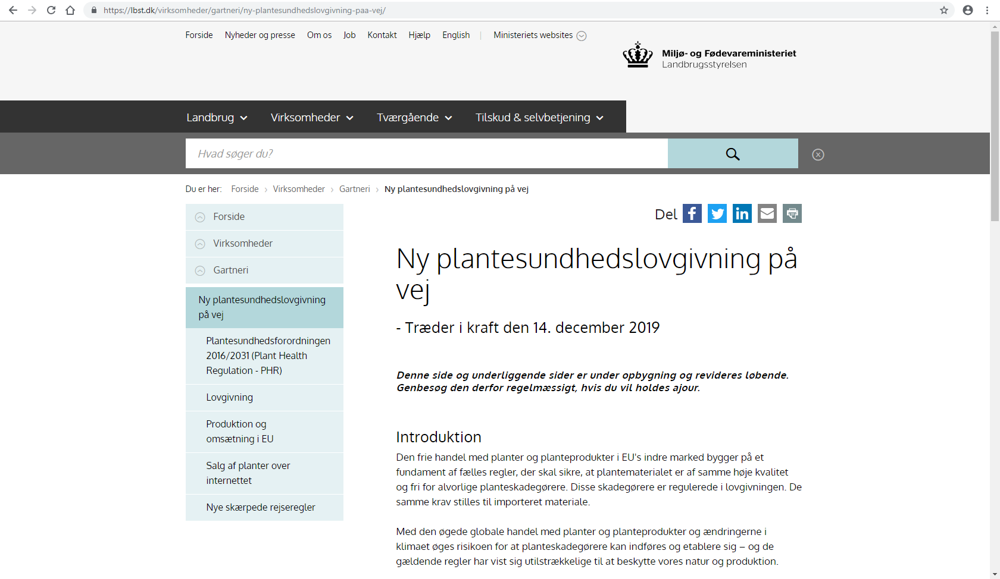 https://lbst.dk/virksomheder/gartneri/ny-plantesundhedslovgivning-paa-vej/
Forside Nyheder og presse Om os Job Kontakt Hjælp English | Ministeriets websites
Miljø- og Fødevareministeriet
Landbrugsstyrelsen
Landbrug Virksomheder Tværgående Tilskud & selvbetjening
Hvad søger du?
Du er her: Forside › Virksomheder › Gartneri › Ny plantesundhedslovgivning på vej
Forside
Virksomheder
Gartneri
Ny plantesundhedslovgivning
på vej
Plantesundhedsforordningen
2016/2031 (Plant Health
Regulation - PHR)
Lovgivning
Produktion og
omsætning i EU
Salg af planter over
internettet
Nye skærpede rejseregler
Del
Ny plantesundhedslovgivning på
vej
- Træder i kraft den 14. december 2019
Denne side og underliggende sider er under opbygning og revideres løbende.
Genbesøg den derfor regelmæssigt, hvis du vil holdes ajour.
Introduktion
Den frie handel med planter og planteprodukter i EU's indre marked bygger på et
fundament af fælles regler, der skal sikre, at plantematerialet er af samme høje kvalitet
og fri for alvorlige planteskadegørere. Disse skadegørere er regulerede i lovgivningen. De
samme krav stilles til importeret materiale.
Med den øgede globale handel med planter og planteprodukter og ændringerne i
klimaet øges risikoen for at planteskadegørere kan indføres og etablere sig – og de
gældende regler har vist sig utilstrækkelige til at beskytte vores natur og produktion.